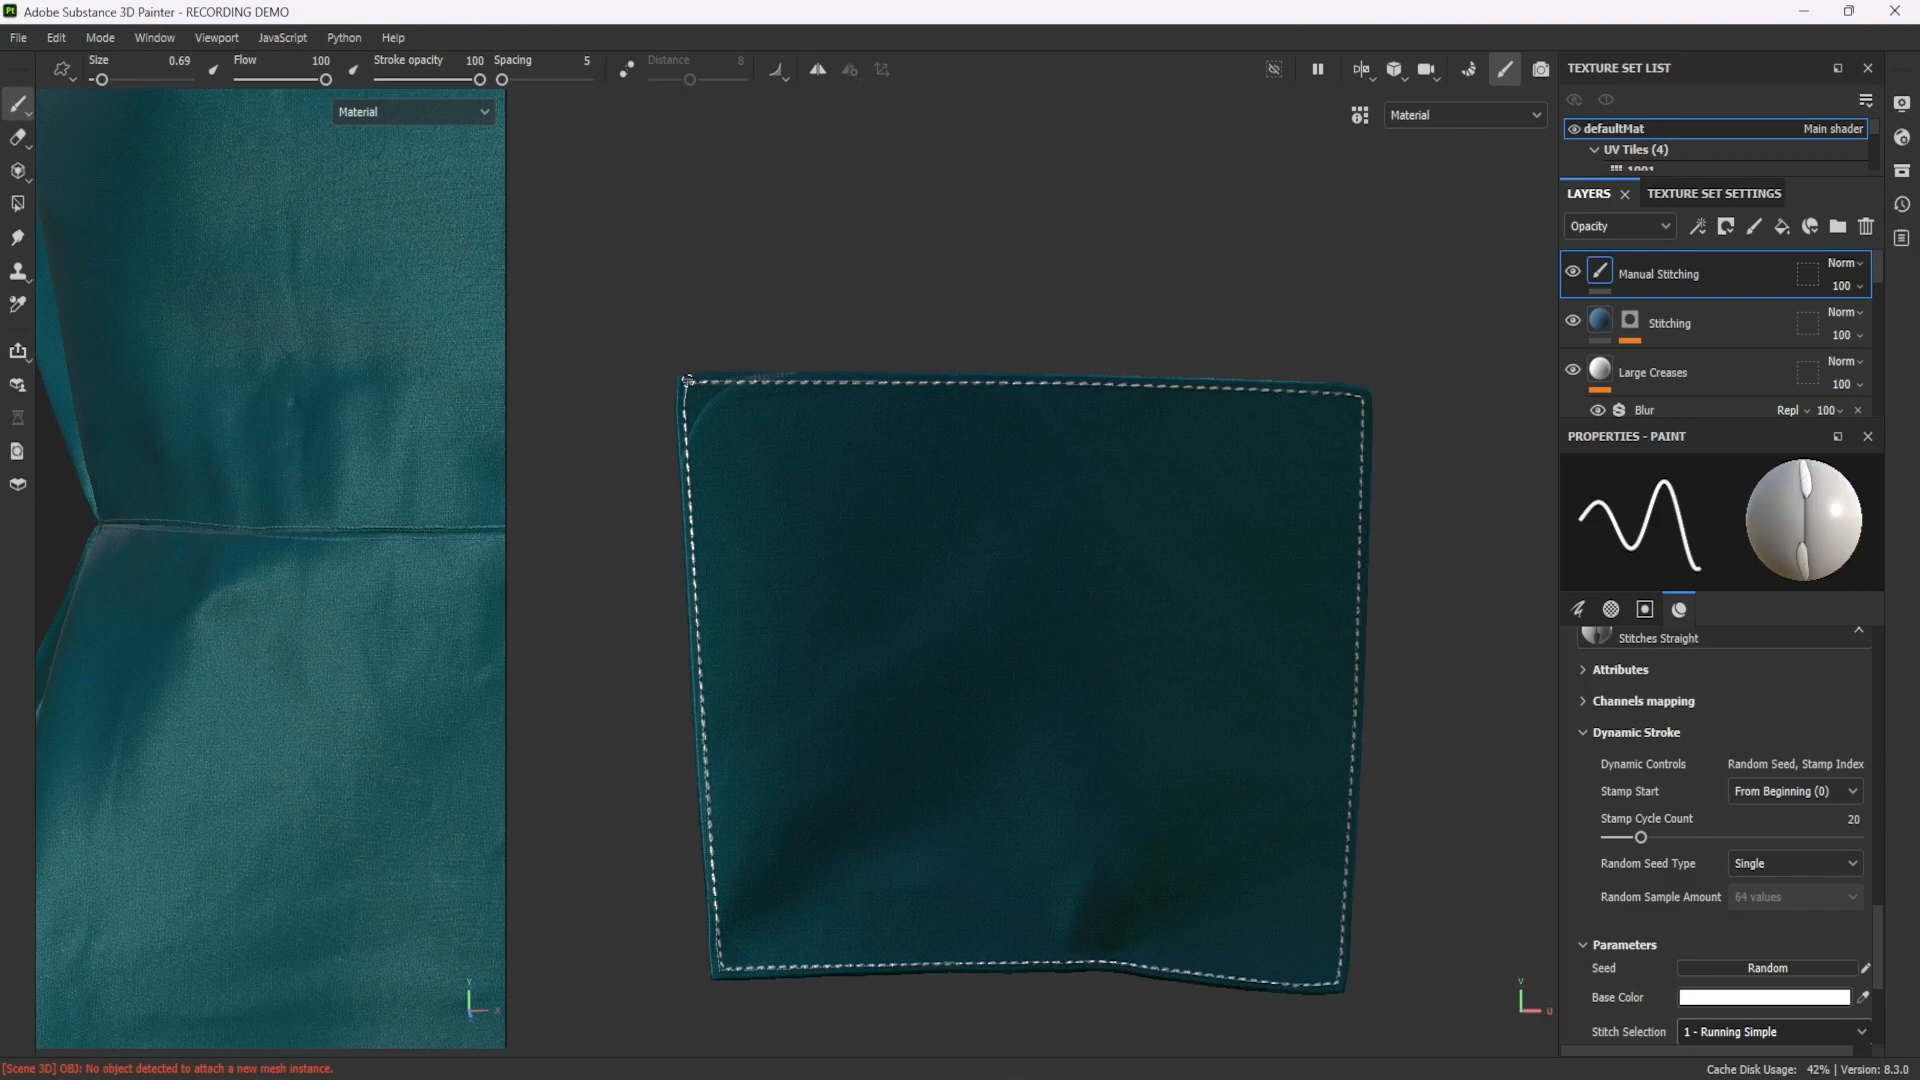 Pt Adobe Substance 3D Painter - RECORDING DEMO
File Edit Mode Window Viewport JavaScript Python Help
Size 0.69 Flow 100 Stroke opacity 100 Spacing 5 Distance 8
Material
Material
TEXTURE SET LIST
defaultMat Main shader
UV Tiles (4)
1001
LAYERS TEXTURE SET SETTINGS
Opacity
Manual Stitching Norm 100
Stitching Norm 100
Large Creases Norm 100
Blur Repl 100
PROPERTIES - PAINT
Stitches Straight
Attributes
Channels mapping
Dynamic Stroke
Dynamic Controls Random Seed, Stamp Index
Stamp Start From Beginning (0)
Stamp Cycle Count 20
Random Seed Type Single
Random Sample Amount 64 values
Parameters
Seed Random
Base Color
Stitch Selection 1 - Running Simple
Y
X
V
U
[Scene 3D] OBJ: No object detected to attach a new mesh instance.
Cache Disk Usage: 42% | Version: 8.3.0